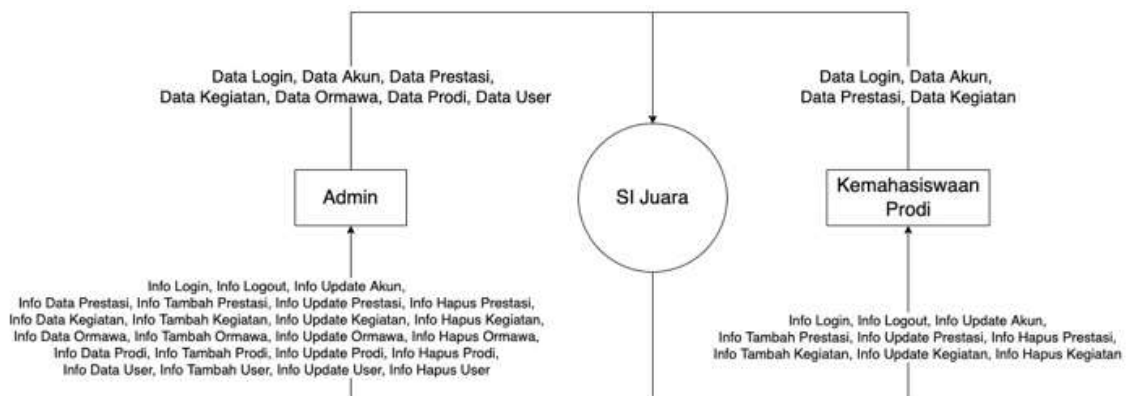 Data Login, Data Akun, Data Prestasi,
Data Kegiatan, Data Ormawa, Data Prodi, Data User
Data Login, Data Akun,
Data Prestasi, Data Kegiatan
Admin
SI Juara
Kemahasiswaan
Prodi
Info Login, Info Logout, Info Update Akun,
Info Data Prestasi, Info Tambah Prestasi, Info Update Prestasi, Info Hapus Prestasi,
Info Data Kegiatan, Info Tambah Kegiatan, Info Update Kegiatan, Info Hapus Kegiatan,
Info Data Ormawa, Info Tambah Ormawa, Info Update Ormawa, Info Hapus Ormawa,
Info Data Prodi, Info Tambah Prodi, Info Update Prodi, Info Hapus Prodi,
Info Data User, Info Tambah User, Info Update User, Info Hapus User
Info Login, Info Logout, Info Update Akun,
Info Tambah Prestasi, Info Update Prestasi, Info Hapus Prestasi,
Info Tambah Kegiatan, Info Update Kegiatan, Info Hapus Kegiatan